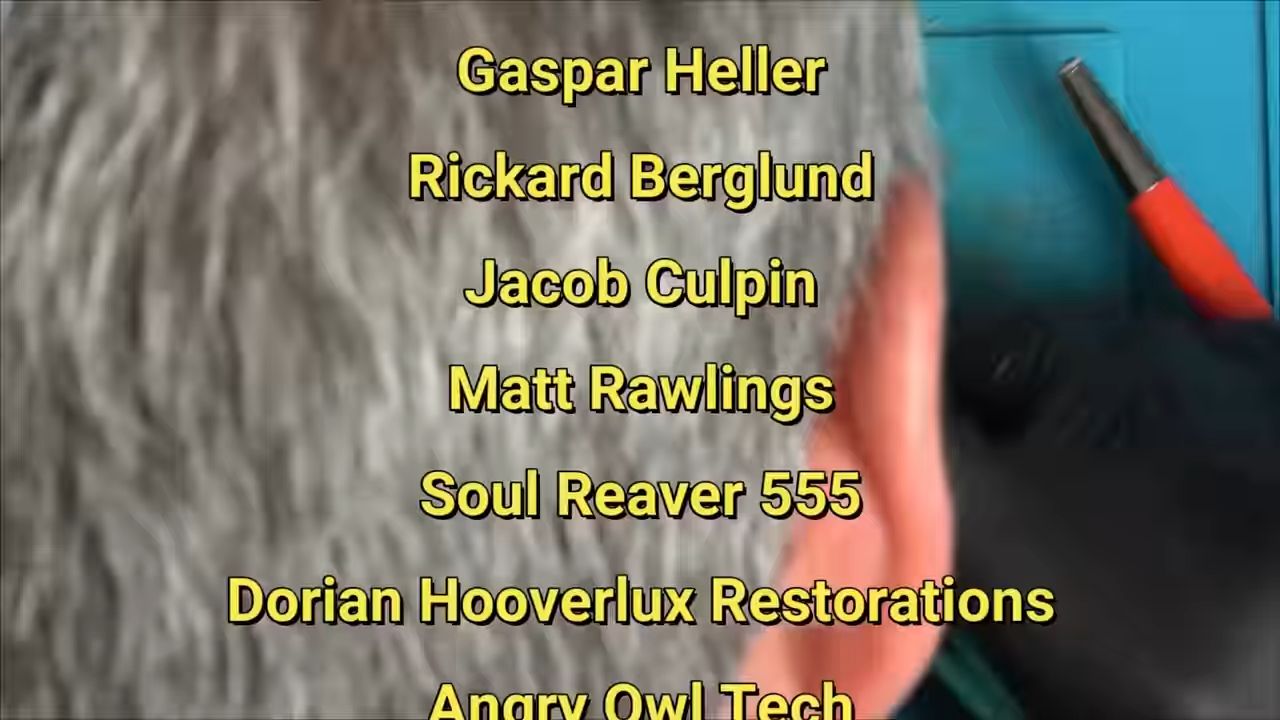 Gaspar Heller
Rickard Berglund
Jacob Culpin
Matt Rawlings
Soul Reaver 555
Dorian Hooverlux Restorations
Angry Owl Tech